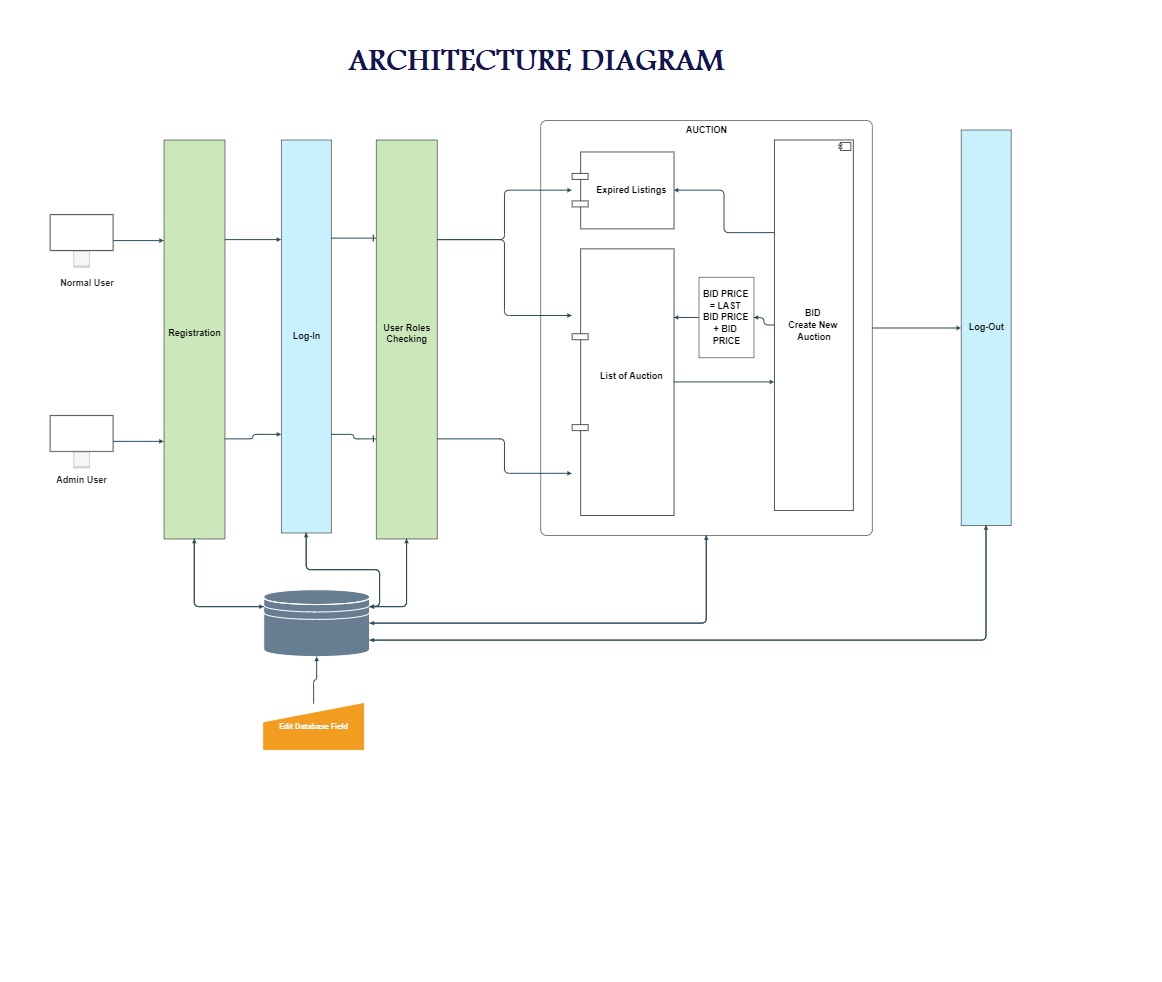 ARCHITECTURE DIAGRAM
AUCTION
Expired Listings
Normal User
BID PRICE
= LAST
BID PRICE
+ BID
PRICE
BID
Create New
Auction
Registration
Log-In
User Roles
Checking
Log-Out
List of Auction
Admin User
Edit Database Field